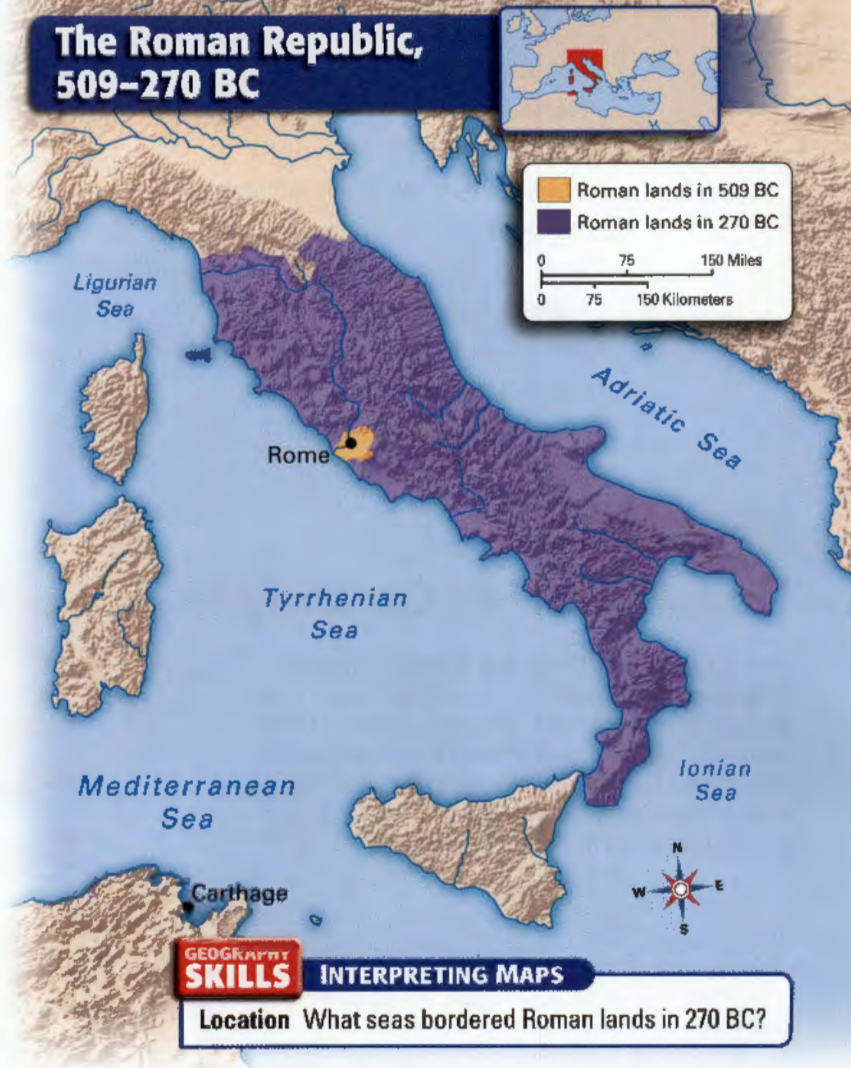 The Roman Republic,
509–270 BC
Roman lands in 509 BC
Roman lands in 270 BC
0 75 150 Miles
0 75 150 Kilometers
Ligurian
Sea
Adriatic Sea
Rome
Tyrrhenian
Sea
Mediterranean
Sea
Ionian
Sea
N
W E
S
Carthage
GEOGRAPHY
SKILLS
INTERPRETING MAPS
Location What seas bordered Roman lands in 270 BC?